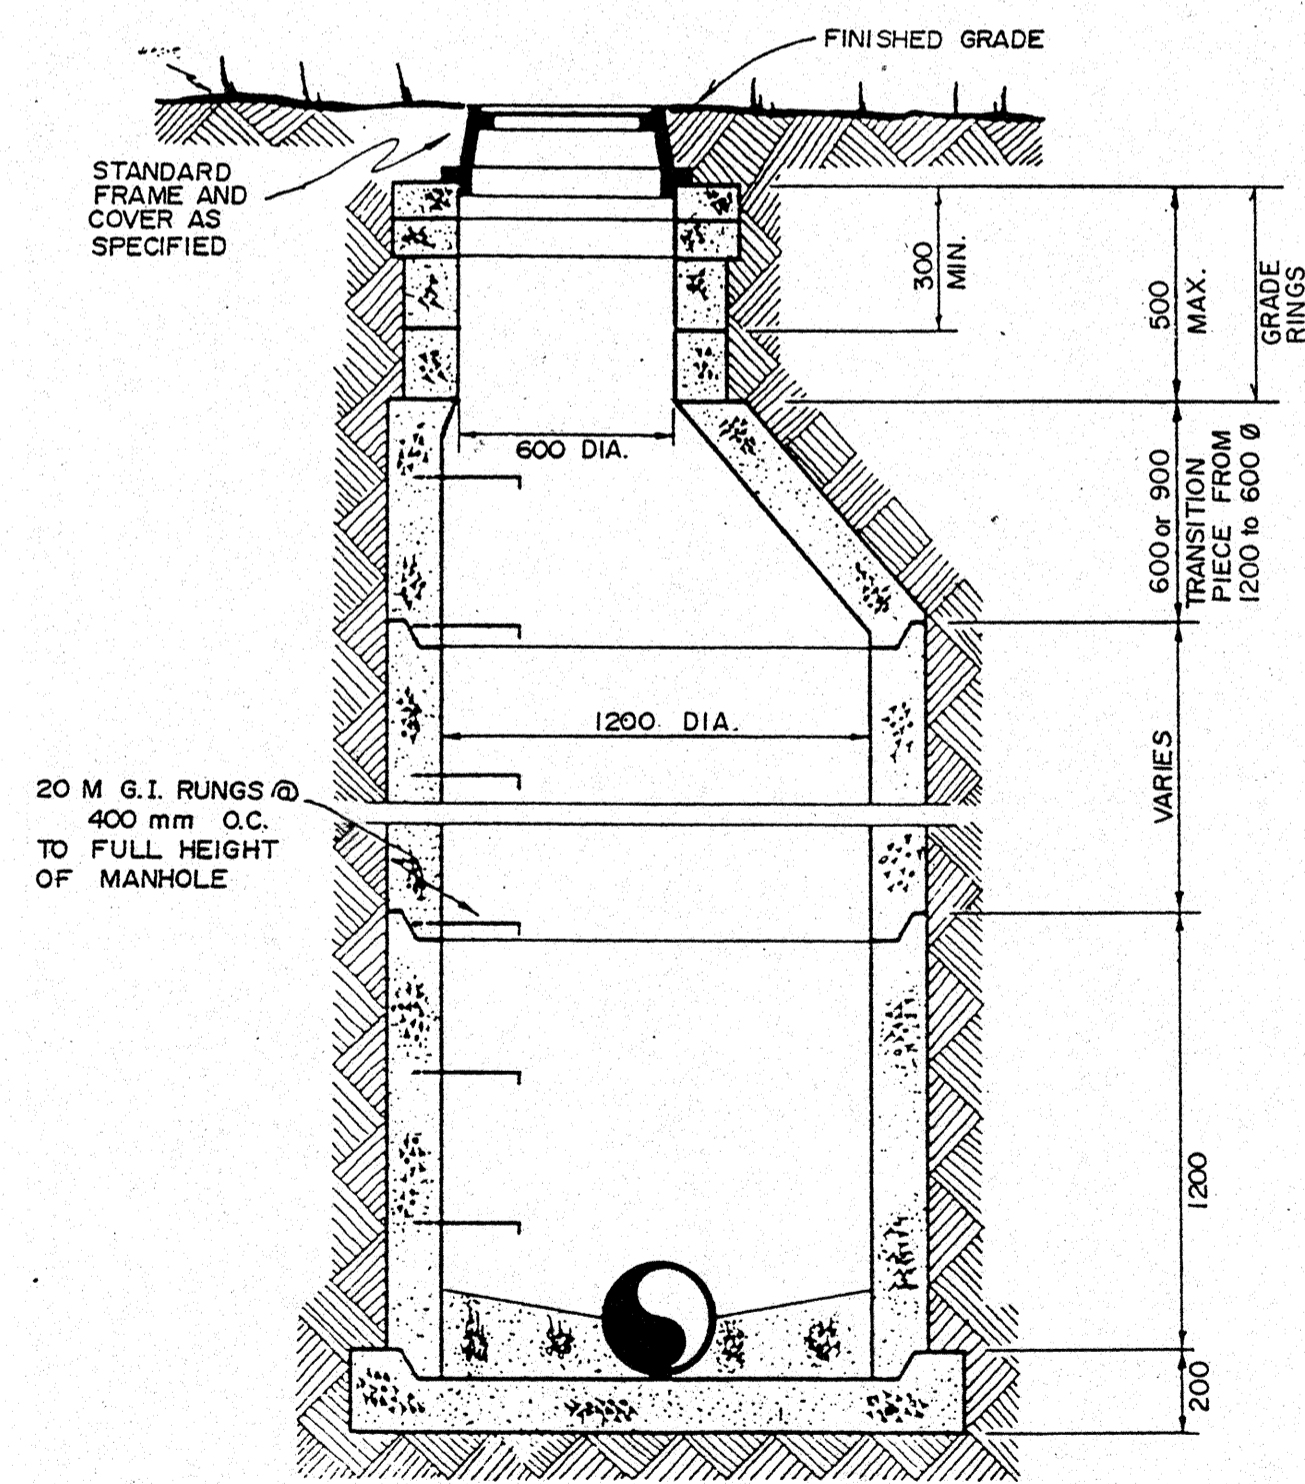 FINISHED GRADE
STANDARD
FRAME AND
COVER AS
SPECIFIED
300
MIN.
500
MAX.
GRADE
RINGS
600 DIA.
600 or 900
TRANSITION
PIECE FROM
1200 to 600 Ø
1200 DIA.
VARIES
20 M G.I. RUNGS @
400 mm O.C.
TO FULL HEIGHT
OF MANHOLE
1200
200